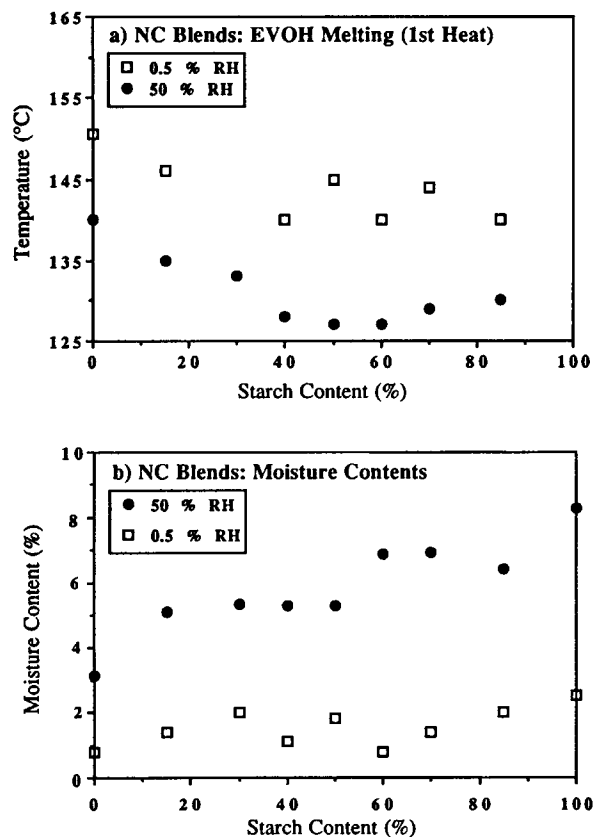 a) NC Blends: EVOH Melting (1st Heat)
0.5 % RH
50 % RH
Temperature (°C)
165
155
145
135
125
0 20 40 60 80 100
Starch Content (%)
b) NC Blends: Moisture Contents
50 % RH
0.5 % RH
Moisture Content (%)
10
8
6
4
2
0
0 20 40 60 80 100
Starch Content (%)